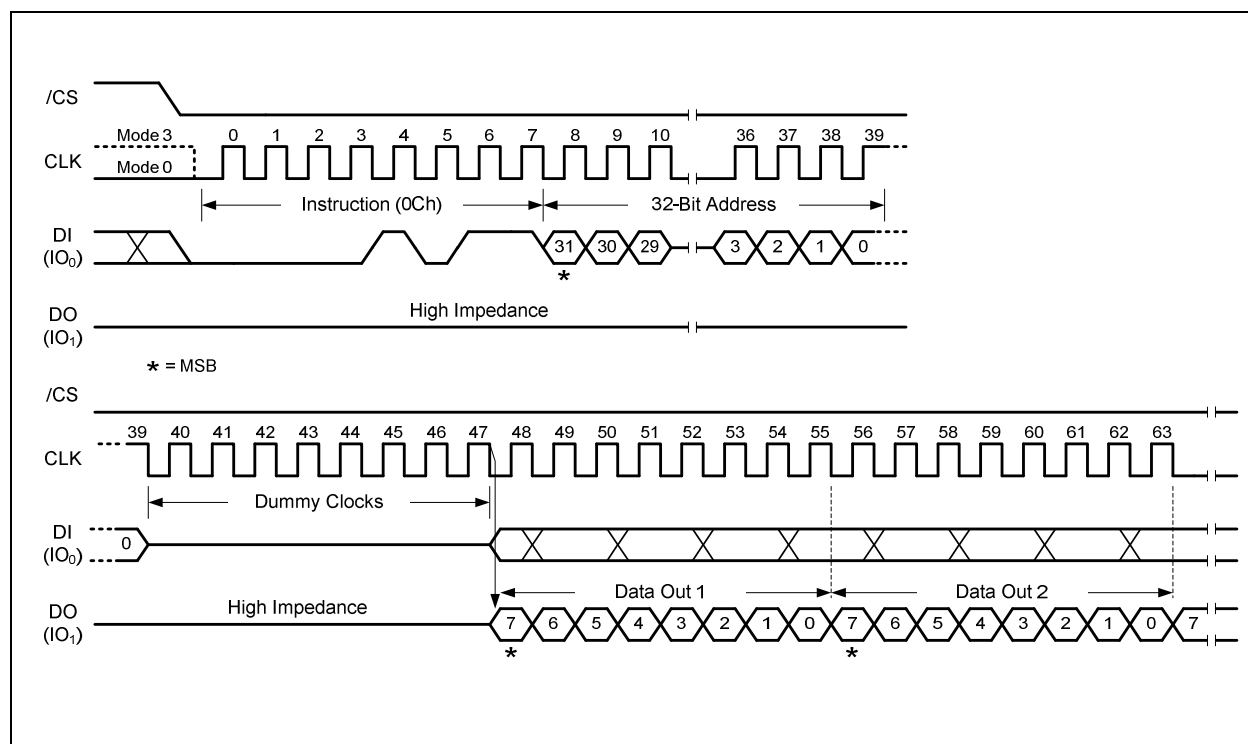 /CS
Mode 3
0 1 2 3 4 5 6 7 8 9 10 36 37 38 39
CLK
Mode 0
Instruction (0Ch) 32-Bit Address
DI
(IO₀)
31 30 29 3 2 1 0
*
High Impedance
DO
(IO₁)
* = MSB
/CS
39 40 41 42 43 44 45 46 47 48 49 50 51 52 53 54 55 56 57 58 59 60 61 62 63
CLK
Dummy Clocks
DI
(IO₀)
0
Data Out 1 Data Out 2
High Impedance
DO
(IO₁)
7 6 5 4 3 2 1 0 7 6 5 4 3 2 1 0 7
* *